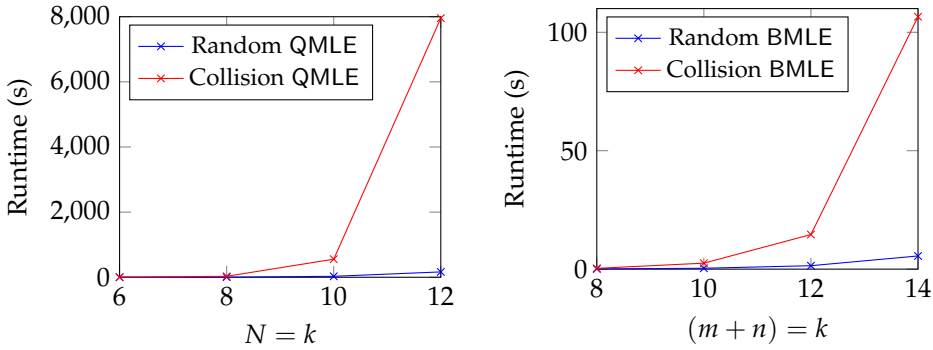 8,000
6,000
4,000
2,000
0
Runtime (s)
Random QMLE
Collision QMLE
6
8
10
12
N = k
100
50
0
Runtime (s)
Random BMLE
Collision BMLE
8
10
12
14
(m + n) = k